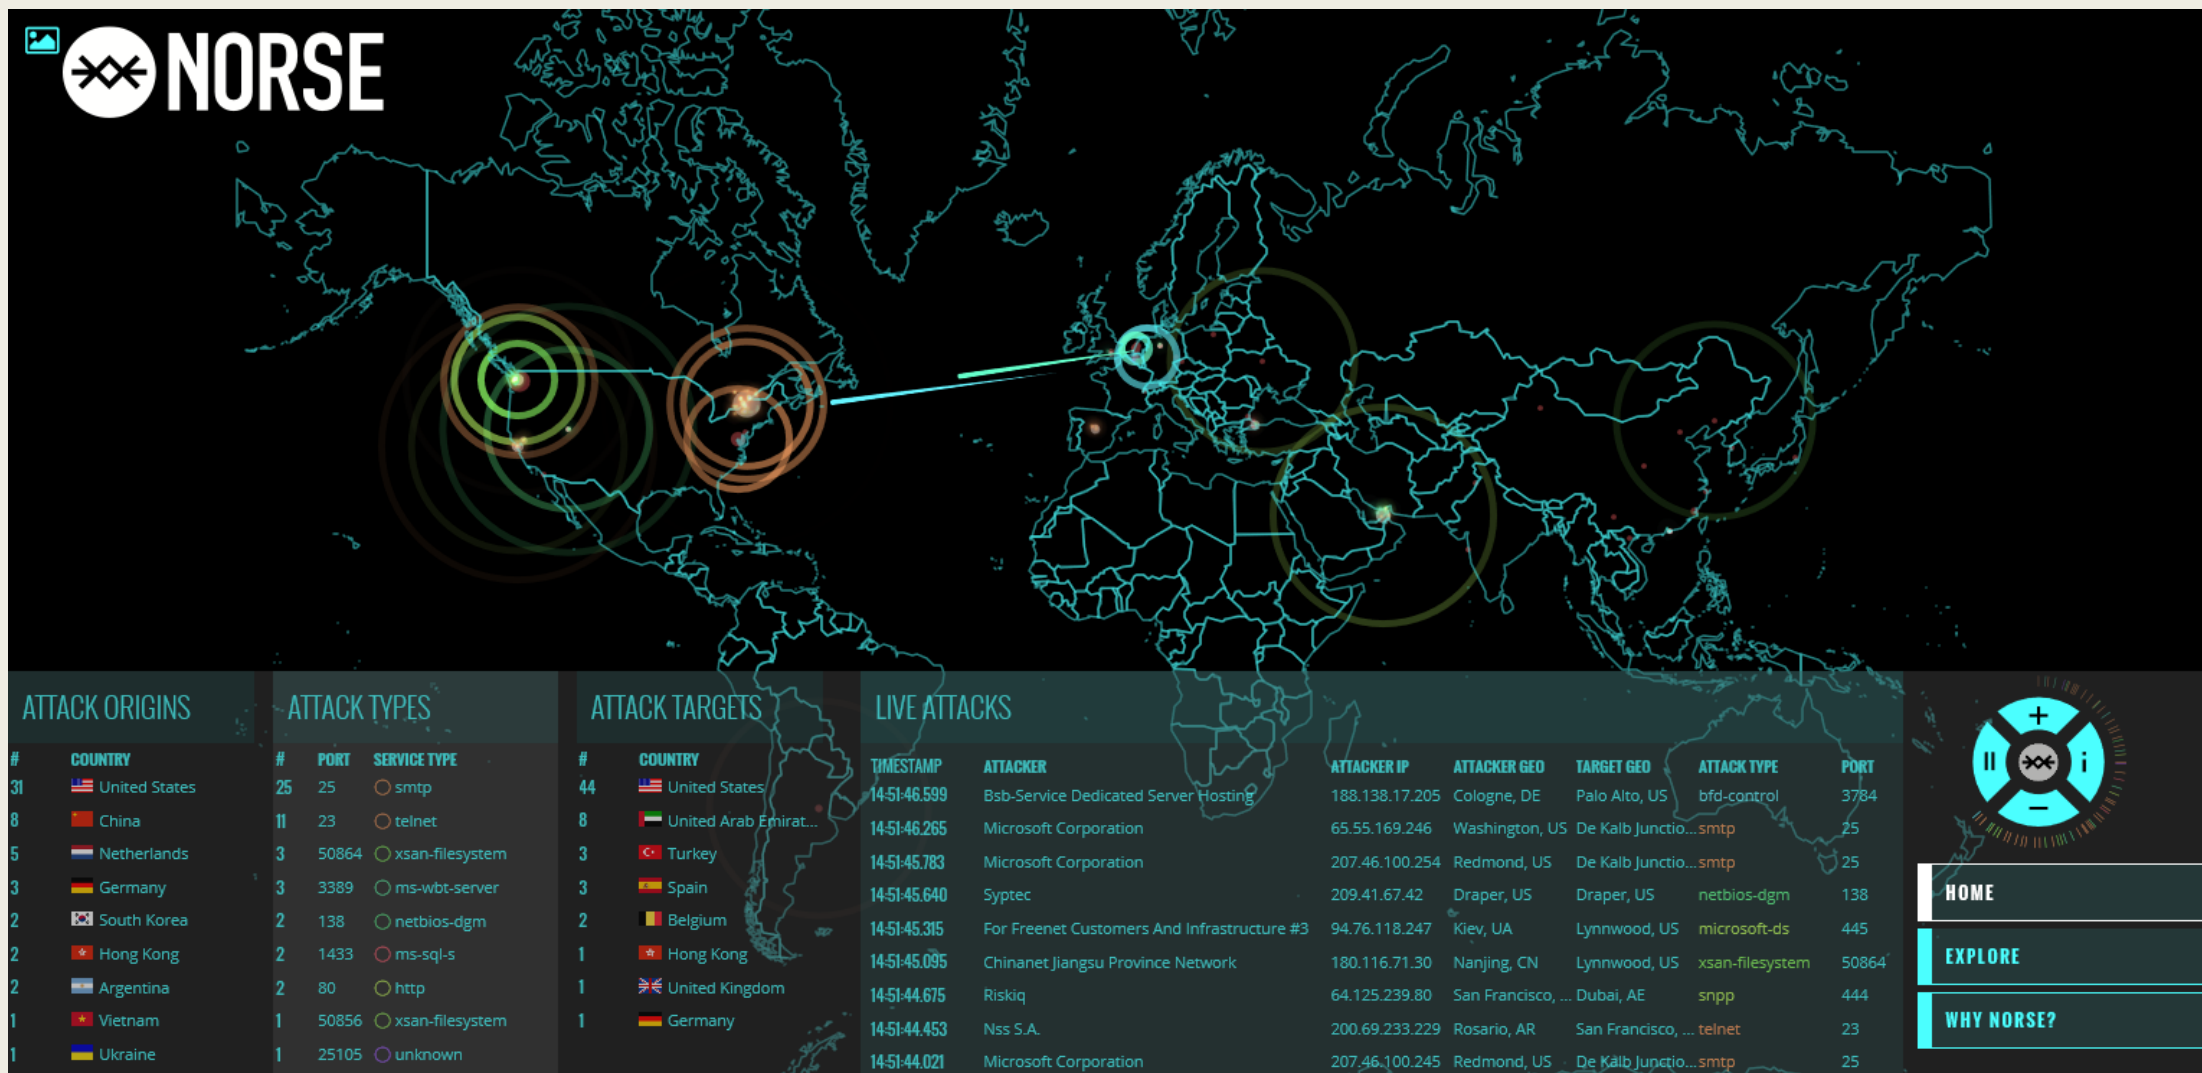 NORSE
ATTACK ORIGINS
# COUNTRY
31 United States
8 China
5 Netherlands
3 Germany
2 South Korea
2 Hong Kong
2 Argentina
1 Vietnam
1 Ukraine
ATTACK TYPES
# PORT SERVICE TYPE
25 25 smtp
11 23 telnet
3 50864 xsan-filesystem
3 3389 ms-wbt-server
2 138 netbios-dgm
2 1433 ms-sql-s
2 80 http
1 50856 xsan-filesystem
1 25105 unknown
ATTACK TARGETS
# COUNTRY
44 United States
8 United Arab Emirat...
3 Turkey
3 Spain
2 Belgium
1 Hong Kong
1 United Kingdom
1 Germany
LIVE ATTACKS
TIMESTAMP ATTACKER ATTACKER IP ATTACKER GEO TARGET GEO ATTACK TYPE PORT
14:51:46.599 Bsb-Service Dedicated Server Hosting 188.138.17.205 Cologne, DE Palo Alto, US bfd-control 3784
14:51:46.265 Microsoft Corporation 65.55.169.246 Washington, US De Kalb Junctio... smtp 25
14:51:45.783 Microsoft Corporation 207.46.100.254 Redmond, US De Kalb Junctio... smtp 25
14:51:45.640 Syptec 209.41.67.42 Draper, US Draper, US netbios-dgm 138
14:51:45.315 For Freenet Customers And Infrastructure #3 94.76.118.247 Kiev, UA Lynnwood, US microsoft-ds 445
14:51:45.095 Chinanet Jiangsu Province Network 180.116.71.30 Nanjing, CN Lynnwood, US xsan-filesystem 50864
14:51:44.675 Riskiq 64.125.239.80 San Francisco, ... Dubai, AE snpp 444
14:51:44.453 Nss S.A. 200.69.233.229 Rosario, AR San Francisco, ... telnet 23
14:51:44.021 Microsoft Corporation 207.46.100.245 Redmond, US De Kalb Junctio... smtp 25
+
i
−
HOME
EXPLORE
WHY NORSE?